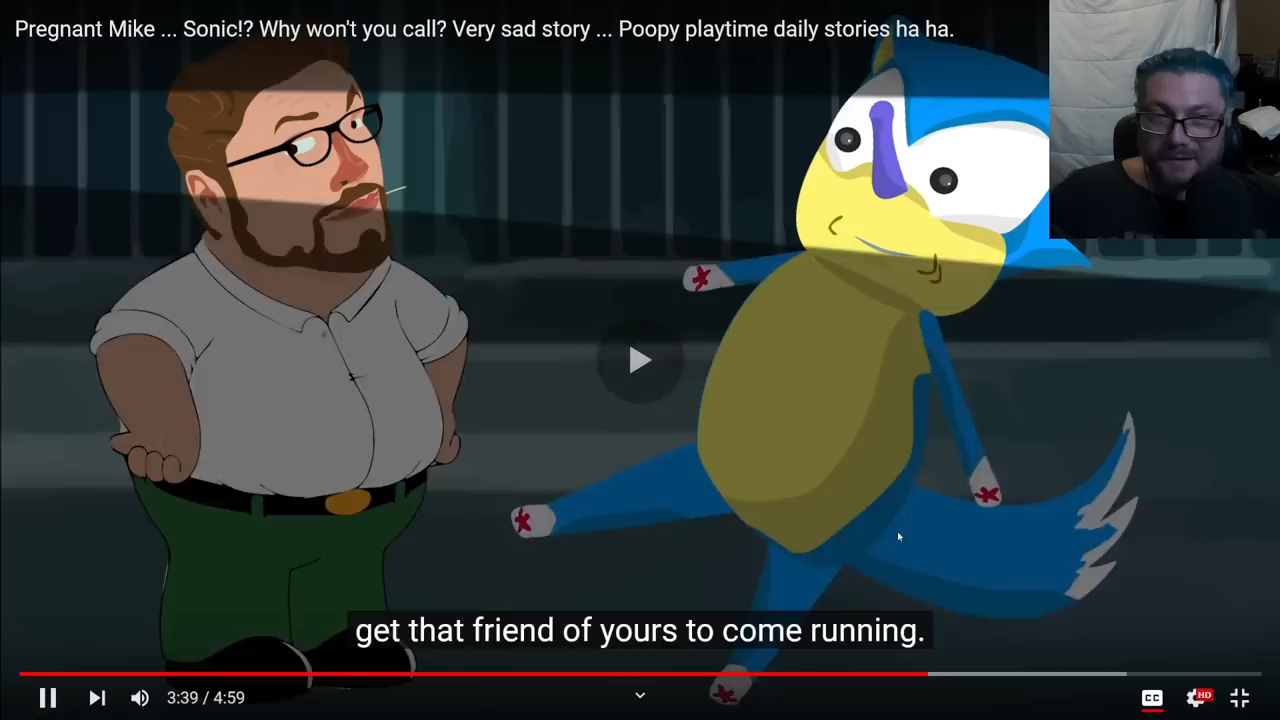 Pregnant Mike ... Sonic!? Why won't you call? Very sad story ... Poopy playtime daily stories ha ha.
get that friend of yours to come running.
3:39 / 4:59
CC
HD